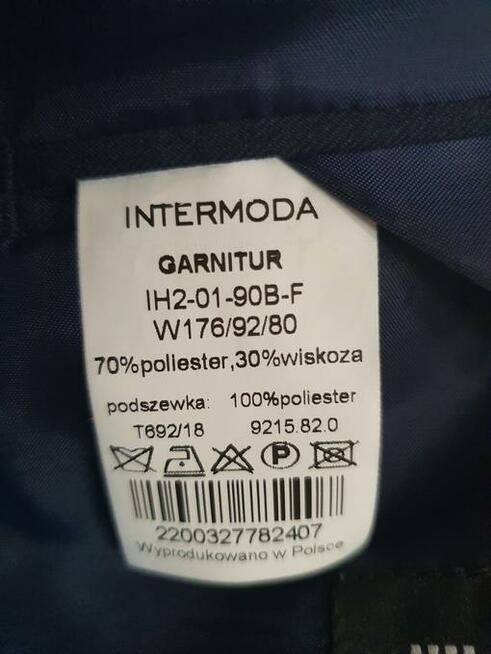 INTERMODA
GARNITUR
IH2-01-90B-F
W176/92/80
70%poliester,30%wiskoza
podszewka: 100%poliester
T692/18 9215.82.0
P
2200327782407
Wyprodukowano w Polsce